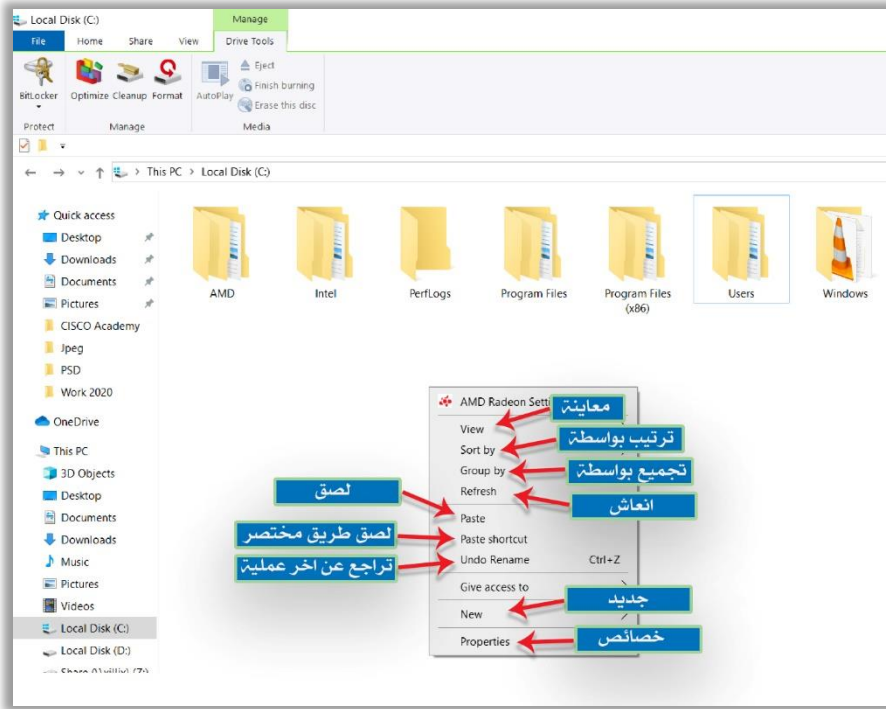 Local Disk (C:)
Manage
File Home Share View Drive Tools
BitLocker
Optimize Cleanup Format
AutoPlay
Eject
Finish burning
Erase this disc
Protect Manage Media
This PC > Local Disk (C:)
Quick access
Desktop
Downloads
Documents
Pictures
CISCO Academy
Jpeg
PSD
Work 2020
OneDrive
This PC
3D Objects
Desktop
Documents
Downloads
Music
Pictures
Videos
Local Disk (C:)
Local Disk (D:)
AMD
Intel
PerfLogs
Program Files
Program Files (x86)
Users
Windows
AMD Radeon
View
معاينة
Sort by
ترتيب بواسطة
Group by
تجميع بواسطة
Refresh
انعاش
Paste
لصق
Paste shortcut
لصق طريق مختصر
Undo Rename Ctrl+Z
تراجع عن اخر عملية
Give access to
New
جديد
Properties
خصائص